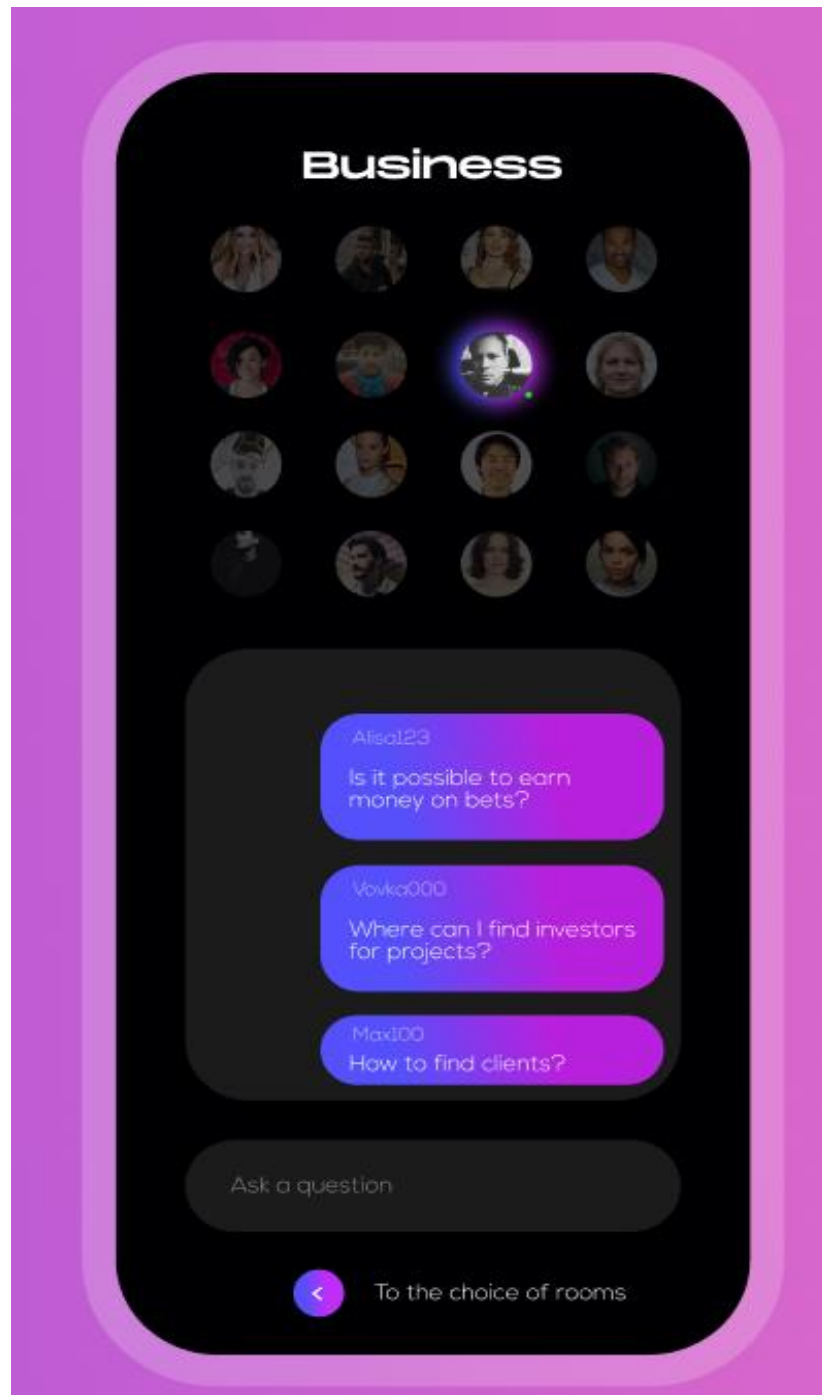 Business
Alisa123
Is it possible to earn
money on bets?
Vovka000
Where can I find investors
for projects?
Max100
How to find clients?
Ask a question
<
To the choice of rooms